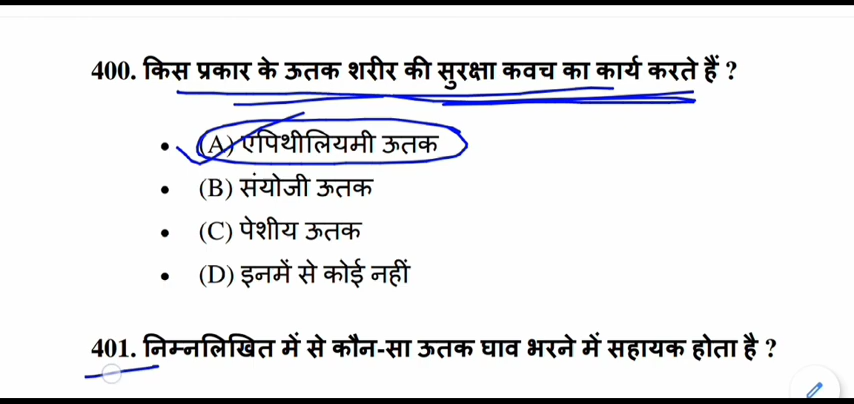 400. किस प्रकार के ऊतक शरीर की सुरक्षा कवच का कार्य करते हैं ?
• (A) एपिथीलियमी ऊतक
• (B) संयोजी ऊतक
• (C) पेशीय ऊतक
• (D) इनमें से कोई नहीं
401. निम्नलिखित में से कौन-सा ऊतक घाव भरने में सहायक होता है ?